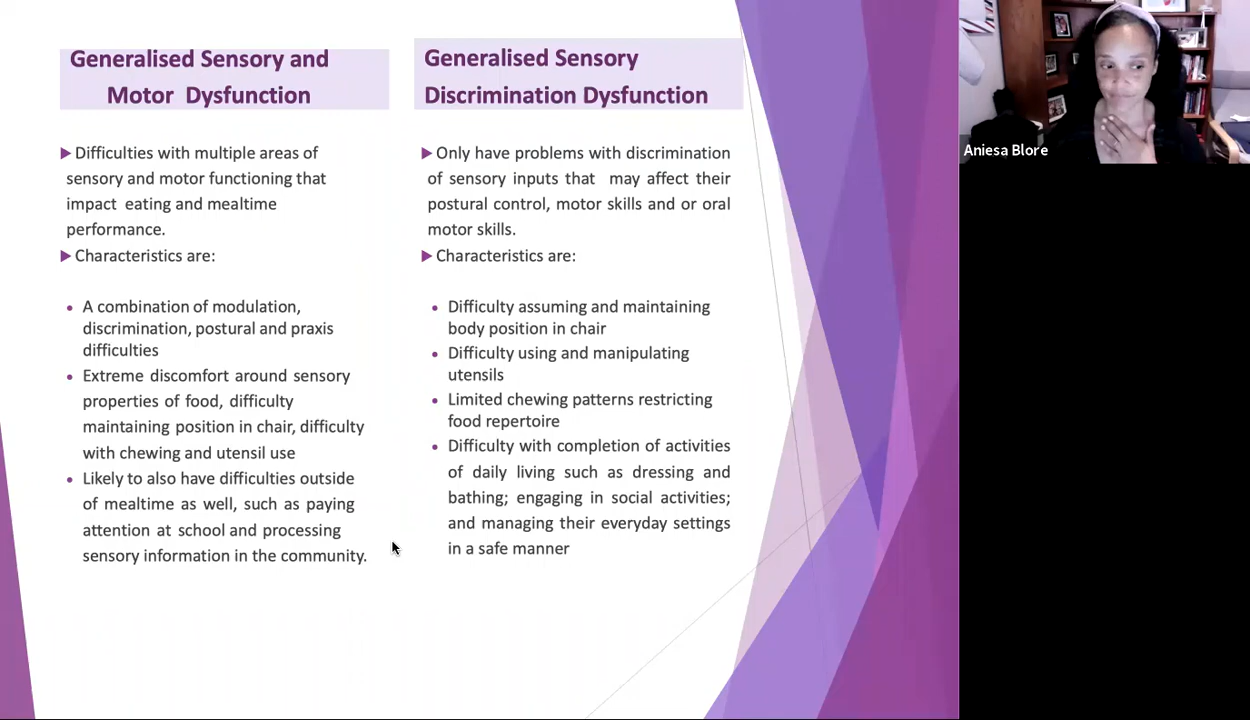 Generalised Sensory and
Motor Dysfunction
Difficulties with multiple areas of
sensory and motor functioning that
impact eating and mealtime
performance.
Characteristics are:
A combination of modulation,
discrimination, postural and praxis
difficulties
Extreme discomfort around sensory
properties of food, difficulty
maintaining position in chair, difficulty
with chewing and utensil use
Likely to also have difficulties outside
of mealtime as well, such as paying
attention at school and processing
sensory information in the community.
Generalised Sensory
Discrimination Dysfunction
Only have problems with discrimination
of sensory inputs that may affect their
postural control, motor skills and or oral
motor skills.
Characteristics are:
Difficulty assuming and maintaining
body position in chair
Difficulty using and manipulating
utensils
Limited chewing patterns restricting
food repertoire
Difficulty with completion of activities
of daily living such as dressing and
bathing; engaging in social activities;
and managing their everyday settings
in a safe manner
Aniesa Blore